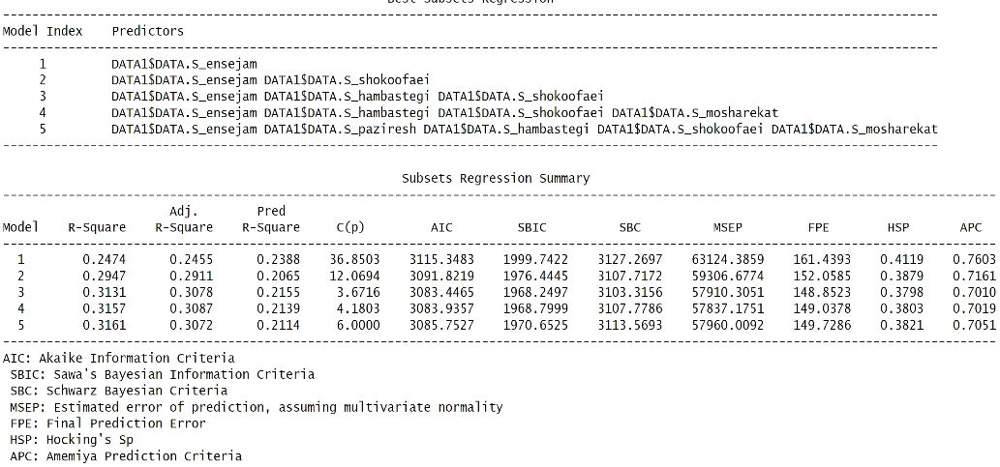 Best Subsets Regression
Model Index    Predictors
1    DATA1$DATA.S_ensejam
2    DATA1$DATA.S_ensejam DATA1$DATA.S_shokoofaei
3    DATA1$DATA.S_ensejam DATA1$DATA.S_hambastegi DATA1$DATA.S_shokoofaei
4    DATA1$DATA.S_ensejam DATA1$DATA.S_hambastegi DATA1$DATA.S_shokoofaei DATA1$DATA.S_mosharekat
5    DATA1$DATA.S_ensejam DATA1$DATA.S_paziresh DATA1$DATA.S_hambastegi DATA1$DATA.S_shokoofaei DATA1$DATA.S_mosharekat
Subsets Regression Summary
Adj.    Pred
Model    R-Square    R-Square    R-Square    C(p)    AIC    SBIC    SBC    MSEP    FPE    HSP    APC
1    0.2474    0.2455    0.2388    36.8503    3115.3483    1999.7422    3127.2697    63124.3859    161.4393    0.4119    0.7603
2    0.2947    0.2911    0.2065    12.0694    3091.8219    1976.4445    3107.7172    59306.6774    152.0585    0.3879    0.7161
3    0.3131    0.3078    0.2155    3.6716    3083.4465    1968.2497    3103.3156    57910.3051    148.8523    0.3798    0.7010
4    0.3157    0.3087    0.2139    4.1803    3083.9357    1968.7999    3107.7786    57837.1751    149.0378    0.3803    0.7019
5    0.3161    0.3072    0.2114    6.0000    3085.7527    1970.6525    3113.5693    57960.0092    149.7286    0.3821    0.7051
AIC: Akaike Information Criteria
SBIC: Sawa's Bayesian Information Criteria
SBC: Schwarz Bayesian Criteria
MSEP: Estimated error of prediction, assuming multivariate normality
FPE: Final Prediction Error
HSP: Hocking's Sp
APC: Amemiya Prediction Criteria